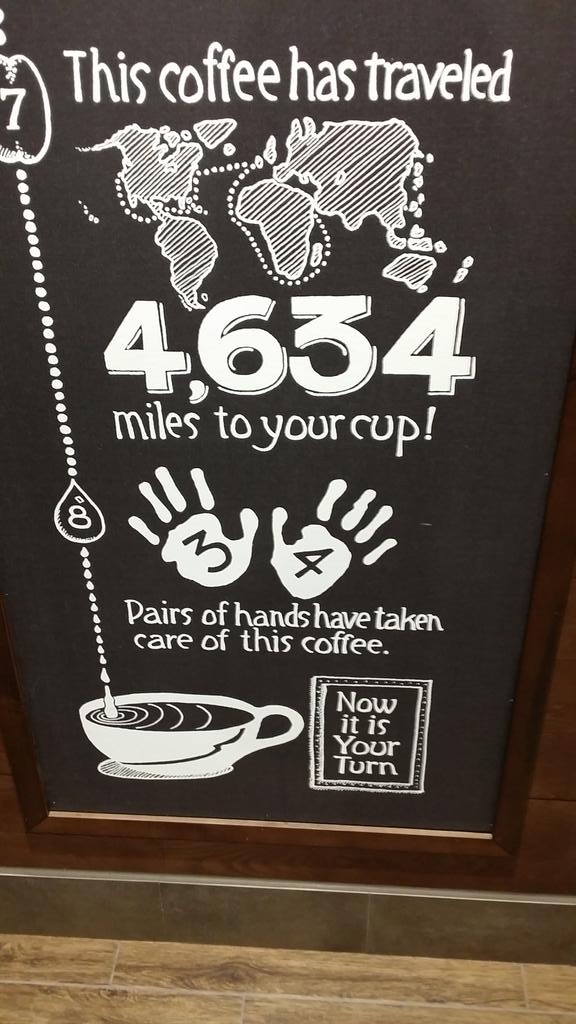 7
This coffee has traveled
4,634
miles to your cup!
8
3 4
Pairs of hands have taken
care of this coffee.
Now
it is
Your
Turn